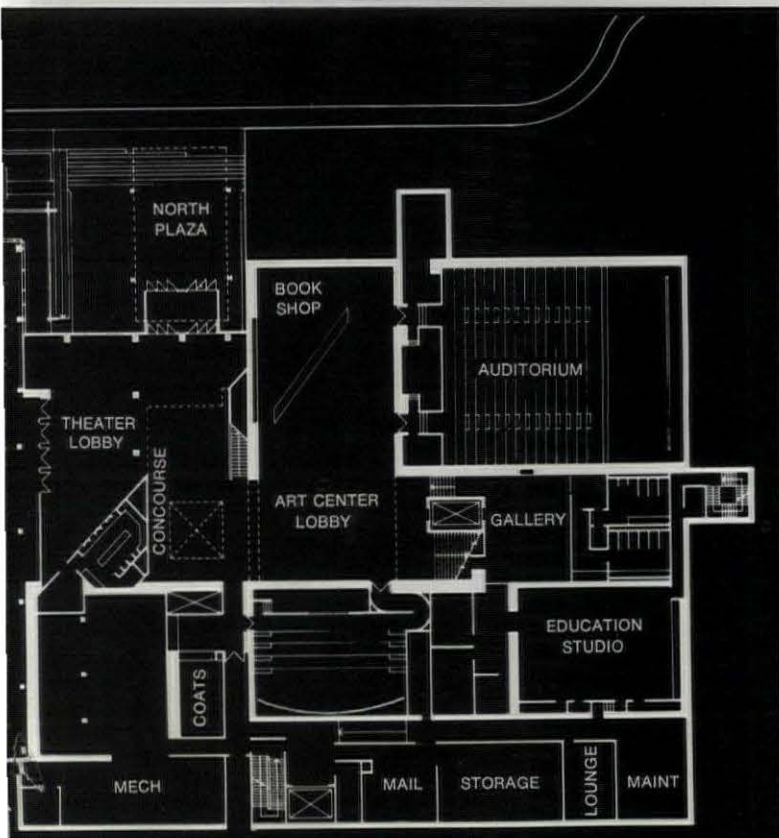 NORTH
PLAZA
BOOK
SHOP
AUDITORIUM
THEATER
LOBBY
CONCOURSE
ART CENTER
LOBBY
GALLERY
EDUCATION
STUDIO
COATS
MECH
MAIL
STORAGE
LOUNGE
MAINT